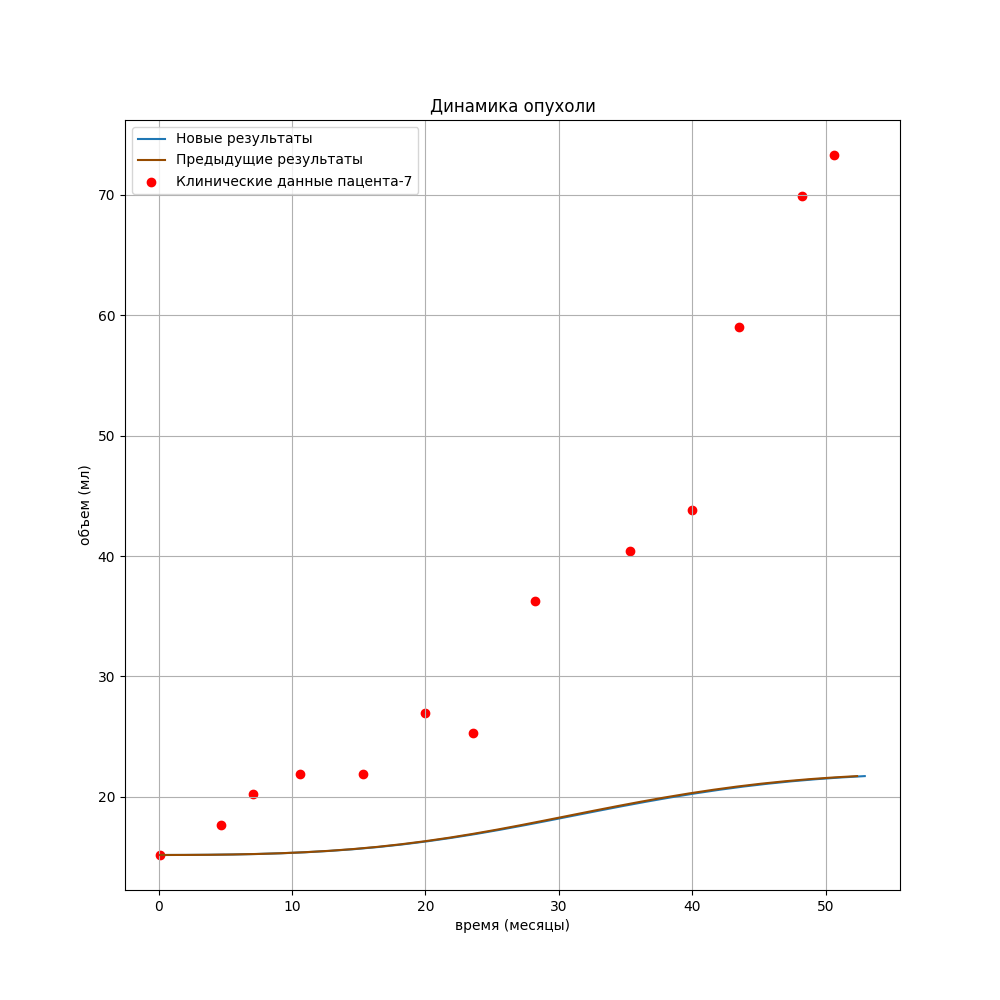 Динамика опухоли
Новые результаты
Предыдущие результаты
Клинические данные пацента-7
70
60
50
40
30
20
объем (мл)
0 10 20 30 40 50
время (месяцы)